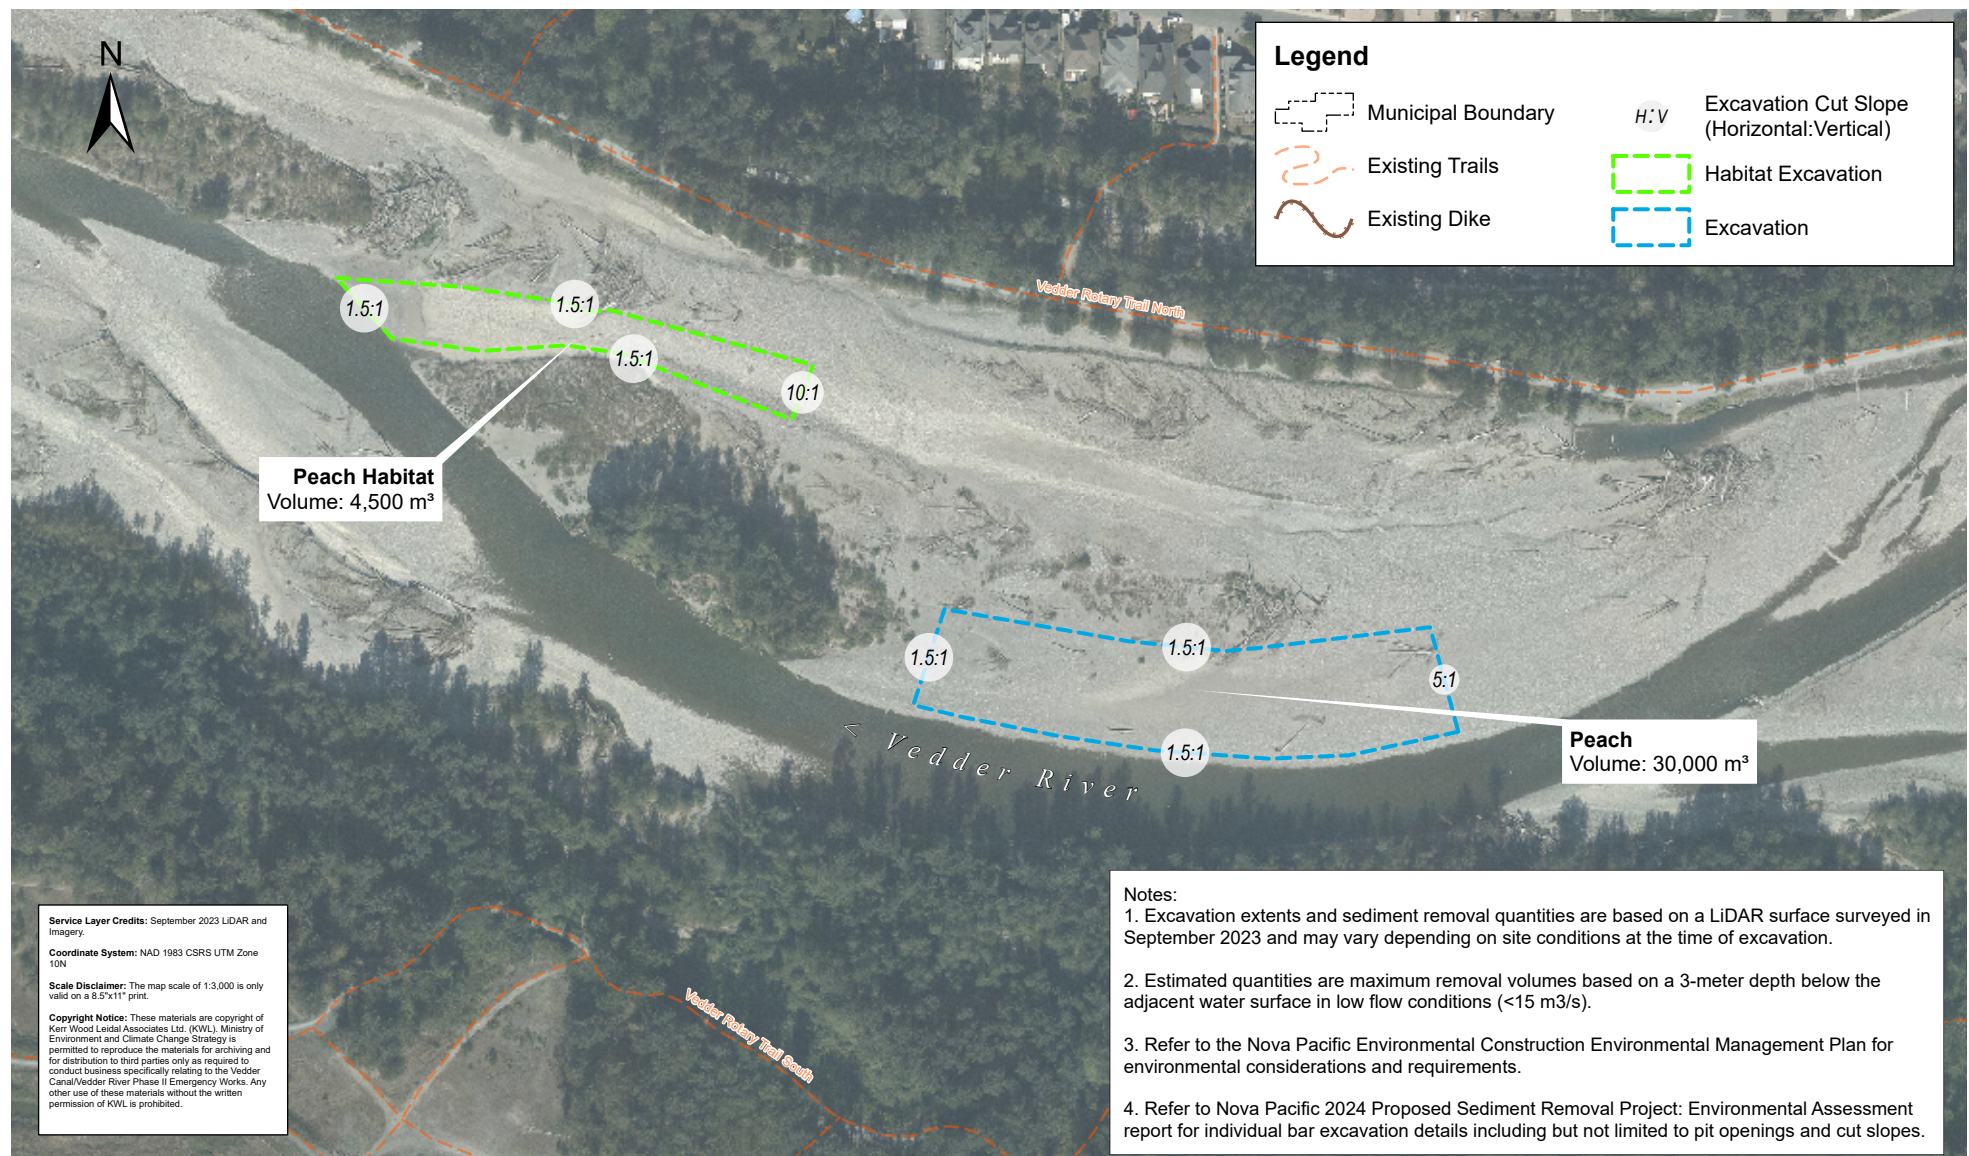 N
Legend
Municipal Boundary
Existing Trails
Existing Dike
H:V
Excavation Cut Slope
(Horizontal:Vertical)
Habitat Excavation
Excavation
Vedder Rotary Trail North
1.5:1
1.5:1
1.5:1
10:1
Peach Habitat
Volume: 4,500 m³
1.5:1
1.5:1
5:1
1.5:1
Peach
Volume: 30,000 m³
< Vedder River
Vedder Rotary Trail South
Service Layer Credits: September 2023 LiDAR and
Imagery.
Coordinate System: NAD 1983 CSRS UTM Zone
10N
Scale Disclaimer: The map scale of 1:3,000 is only
valid on a 8.5"x11" print.
Copyright Notice: These materials are copyright of
Kerr Wood Leidal Associates Ltd. (KWL). Ministry of
Environment and Climate Change Strategy is
permitted to reproduce the materials for archiving and
for distribution to third parties only as required to
conduct business specifically relating to the Vedder
Canal/Vedder River Phase II Emergency Works. Any
other use of these materials without the written
permission of KWL is prohibited.
Notes:
1. Excavation extents and sediment removal quantities are based on a LiDAR surface surveyed in
September 2023 and may vary depending on site conditions at the time of excavation.
2. Estimated quantities are maximum removal volumes based on a 3-meter depth below the
adjacent water surface in low flow conditions (<15 m3/s).
3. Refer to the Nova Pacific Environmental Construction Environmental Management Plan for
environmental considerations and requirements.
4. Refer to Nova Pacific 2024 Proposed Sediment Removal Project: Environmental Assessment
report for individual bar excavation details including but not limited to pit openings and cut slopes.